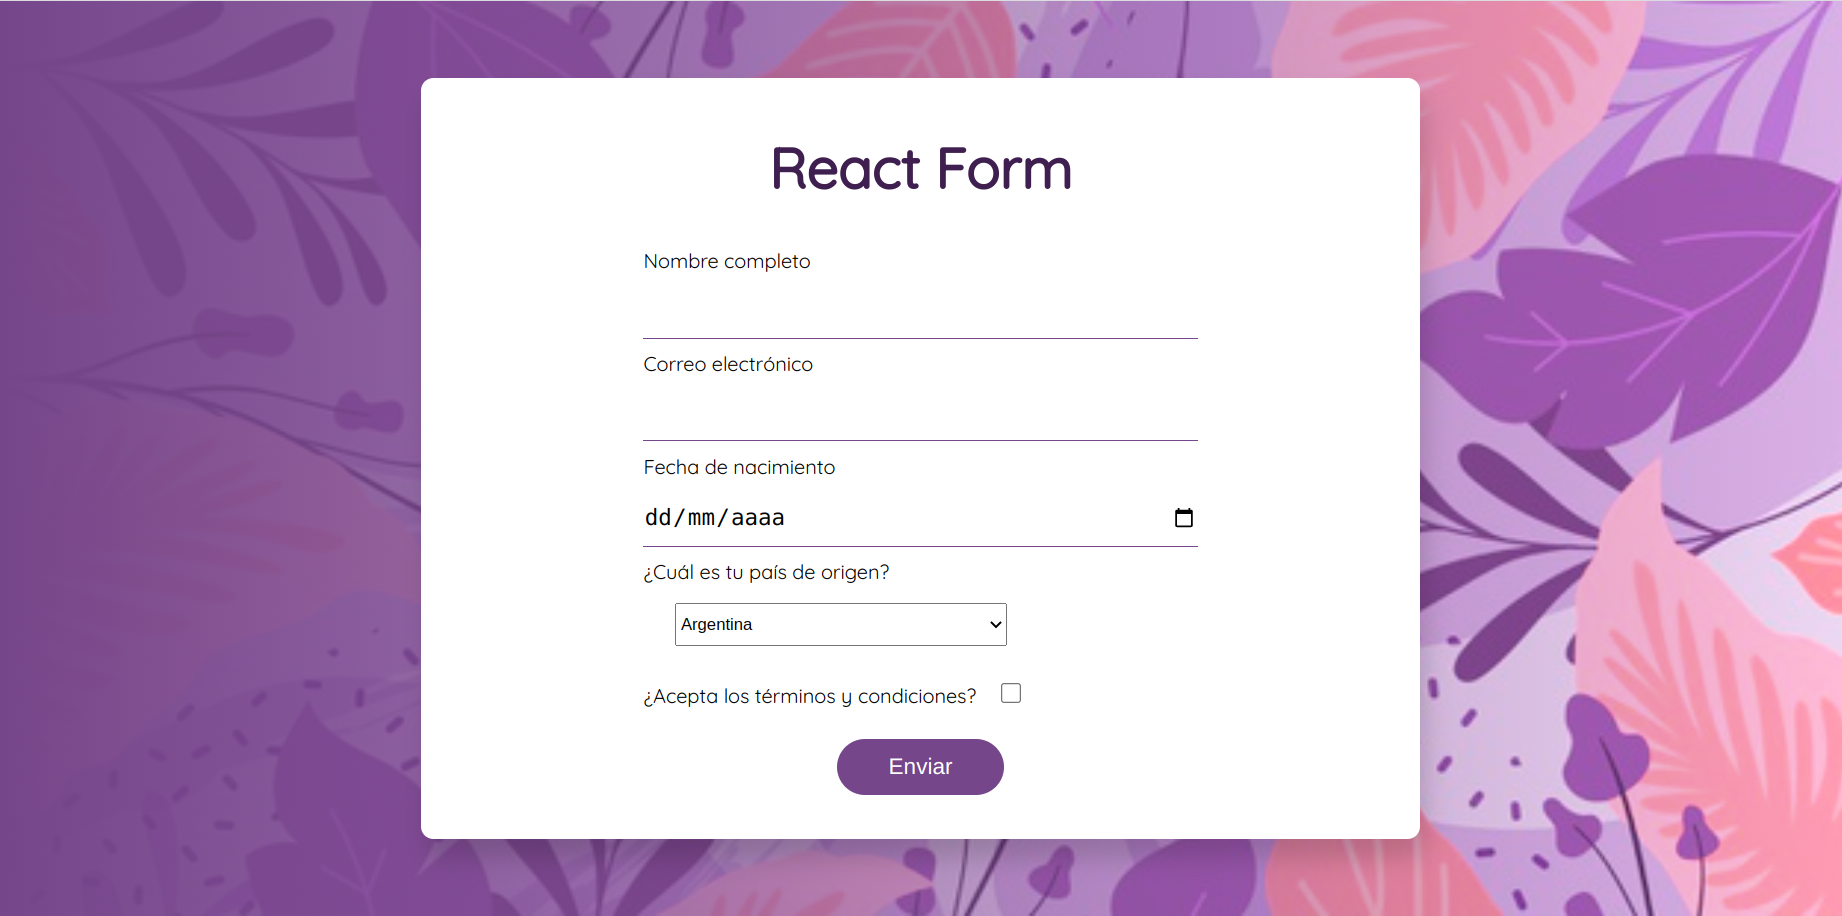 React Form
Nombre completo
Correo electrónico
Fecha de nacimiento
dd/mm/aaaa
¿Cuál es tu país de origen?
Argentina
¿Acepta los términos y condiciones?
Enviar